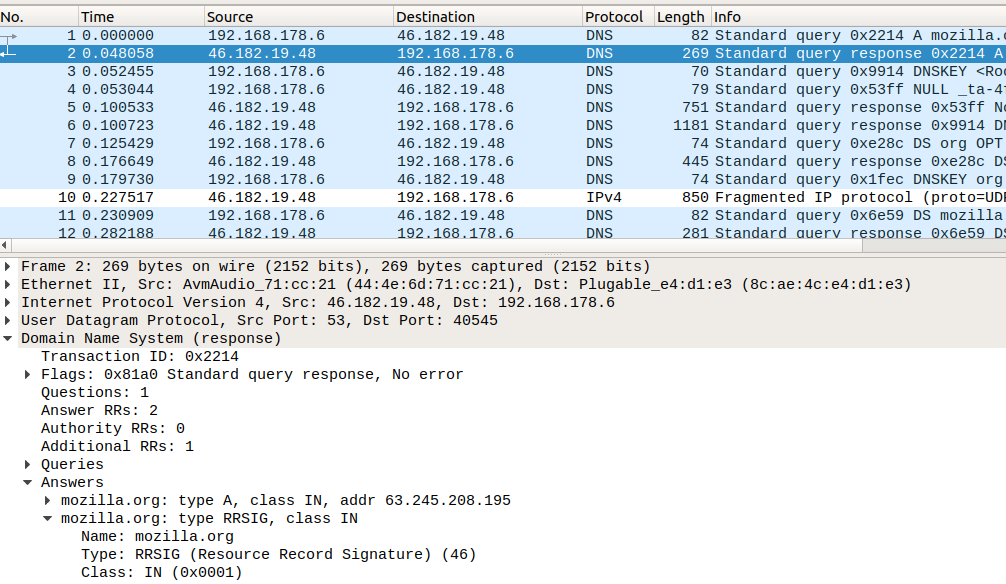 No. Time Source Destination Protocol Length Info
1 0.000000 192.168.178.6 46.182.19.48 DNS 82 Standard query 0x2214 A mozilla.o
2 0.048058 46.182.19.48 192.168.178.6 DNS 269 Standard query response 0x2214 A
3 0.052455 192.168.178.6 46.182.19.48 DNS 70 Standard query 0x9914 DNSKEY <Roo
4 0.053044 192.168.178.6 46.182.19.48 DNS 79 Standard query 0x53ff NULL _ta-4f
5 0.100533 46.182.19.48 192.168.178.6 DNS 751 Standard query response 0x53ff No
6 0.100723 46.182.19.48 192.168.178.6 DNS 1181 Standard query response 0x9914 DN
7 0.125429 192.168.178.6 46.182.19.48 DNS 74 Standard query 0xe28c DS org OPT
8 0.176649 46.182.19.48 192.168.178.6 DNS 445 Standard query response 0xe28c DS
9 0.179730 192.168.178.6 46.182.19.48 DNS 74 Standard query 0x1fec DNSKEY org
10 0.227517 46.182.19.48 192.168.178.6 IPv4 850 Fragmented IP protocol (proto=UDP
11 0.230909 192.168.178.6 46.182.19.48 DNS 82 Standard query 0x6e59 DS mozilla
12 0.282188 46.182.19.48 192.168.178.6 DNS 281 Standard query response 0x6e59 DS
Frame 2: 269 bytes on wire (2152 bits), 269 bytes captured (2152 bits)
Ethernet II, Src: AvmAudio_71:cc:21 (44:4e:6d:71:cc:21), Dst: Plugable_e4:d1:e3 (8c:ae:4c:e4:d1:e3)
Internet Protocol Version 4, Src: 46.182.19.48, Dst: 192.168.178.6
User Datagram Protocol, Src Port: 53, Dst Port: 40545
Domain Name System (response)
Transaction ID: 0x2214
Flags: 0x81a0 Standard query response, No error
Questions: 1
Answer RRs: 2
Authority RRs: 0
Additional RRs: 1
Queries
Answers
mozilla.org: type A, class IN, addr 63.245.208.195
mozilla.org: type RRSIG, class IN
Name: mozilla.org
Type: RRSIG (Resource Record Signature) (46)
Class: IN (0x0001)